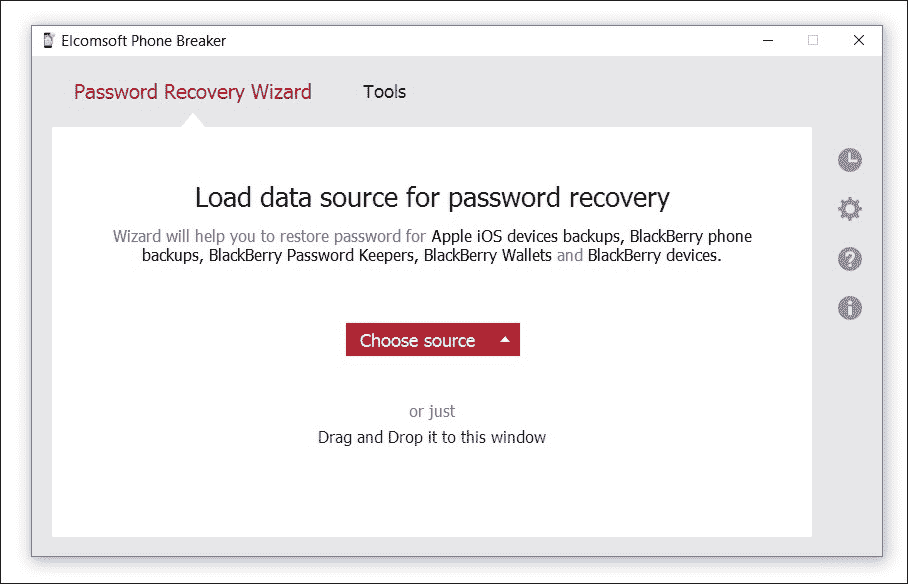 Elcomsoft Phone Breaker
Password Recovery Wizard
Tools
Load data source for password recovery
Wizard will help you to restore password for Apple iOS devices backups, BlackBerry phone
backups, BlackBerry Password Keepers, BlackBerry Wallets and BlackBerry devices.
Choose source
or just
Drag and Drop it to this window